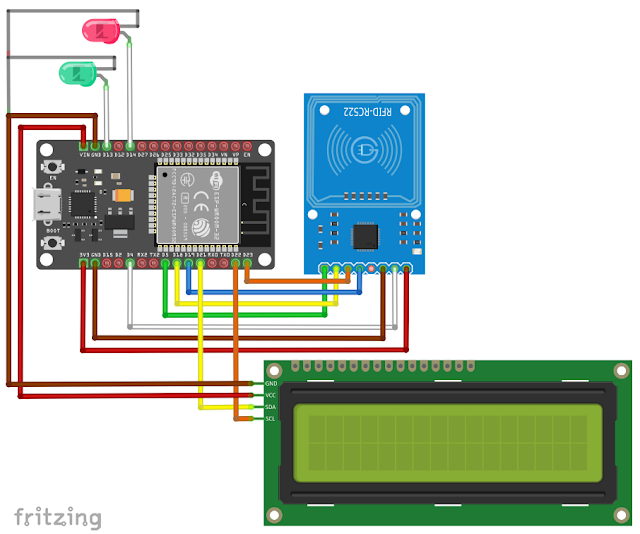 VIN GND D13 D12 D14 D27 D26 D25 D33 D32 D35 D34 VN VP EN
EN
BOOT
3V3 GND D15 D2 D4 RX2 TX2 D5 D18 D19 D21 RX0 TX0 D22 D23
RFID-RC522
GND
VCC
SDA
SCL
fritzing